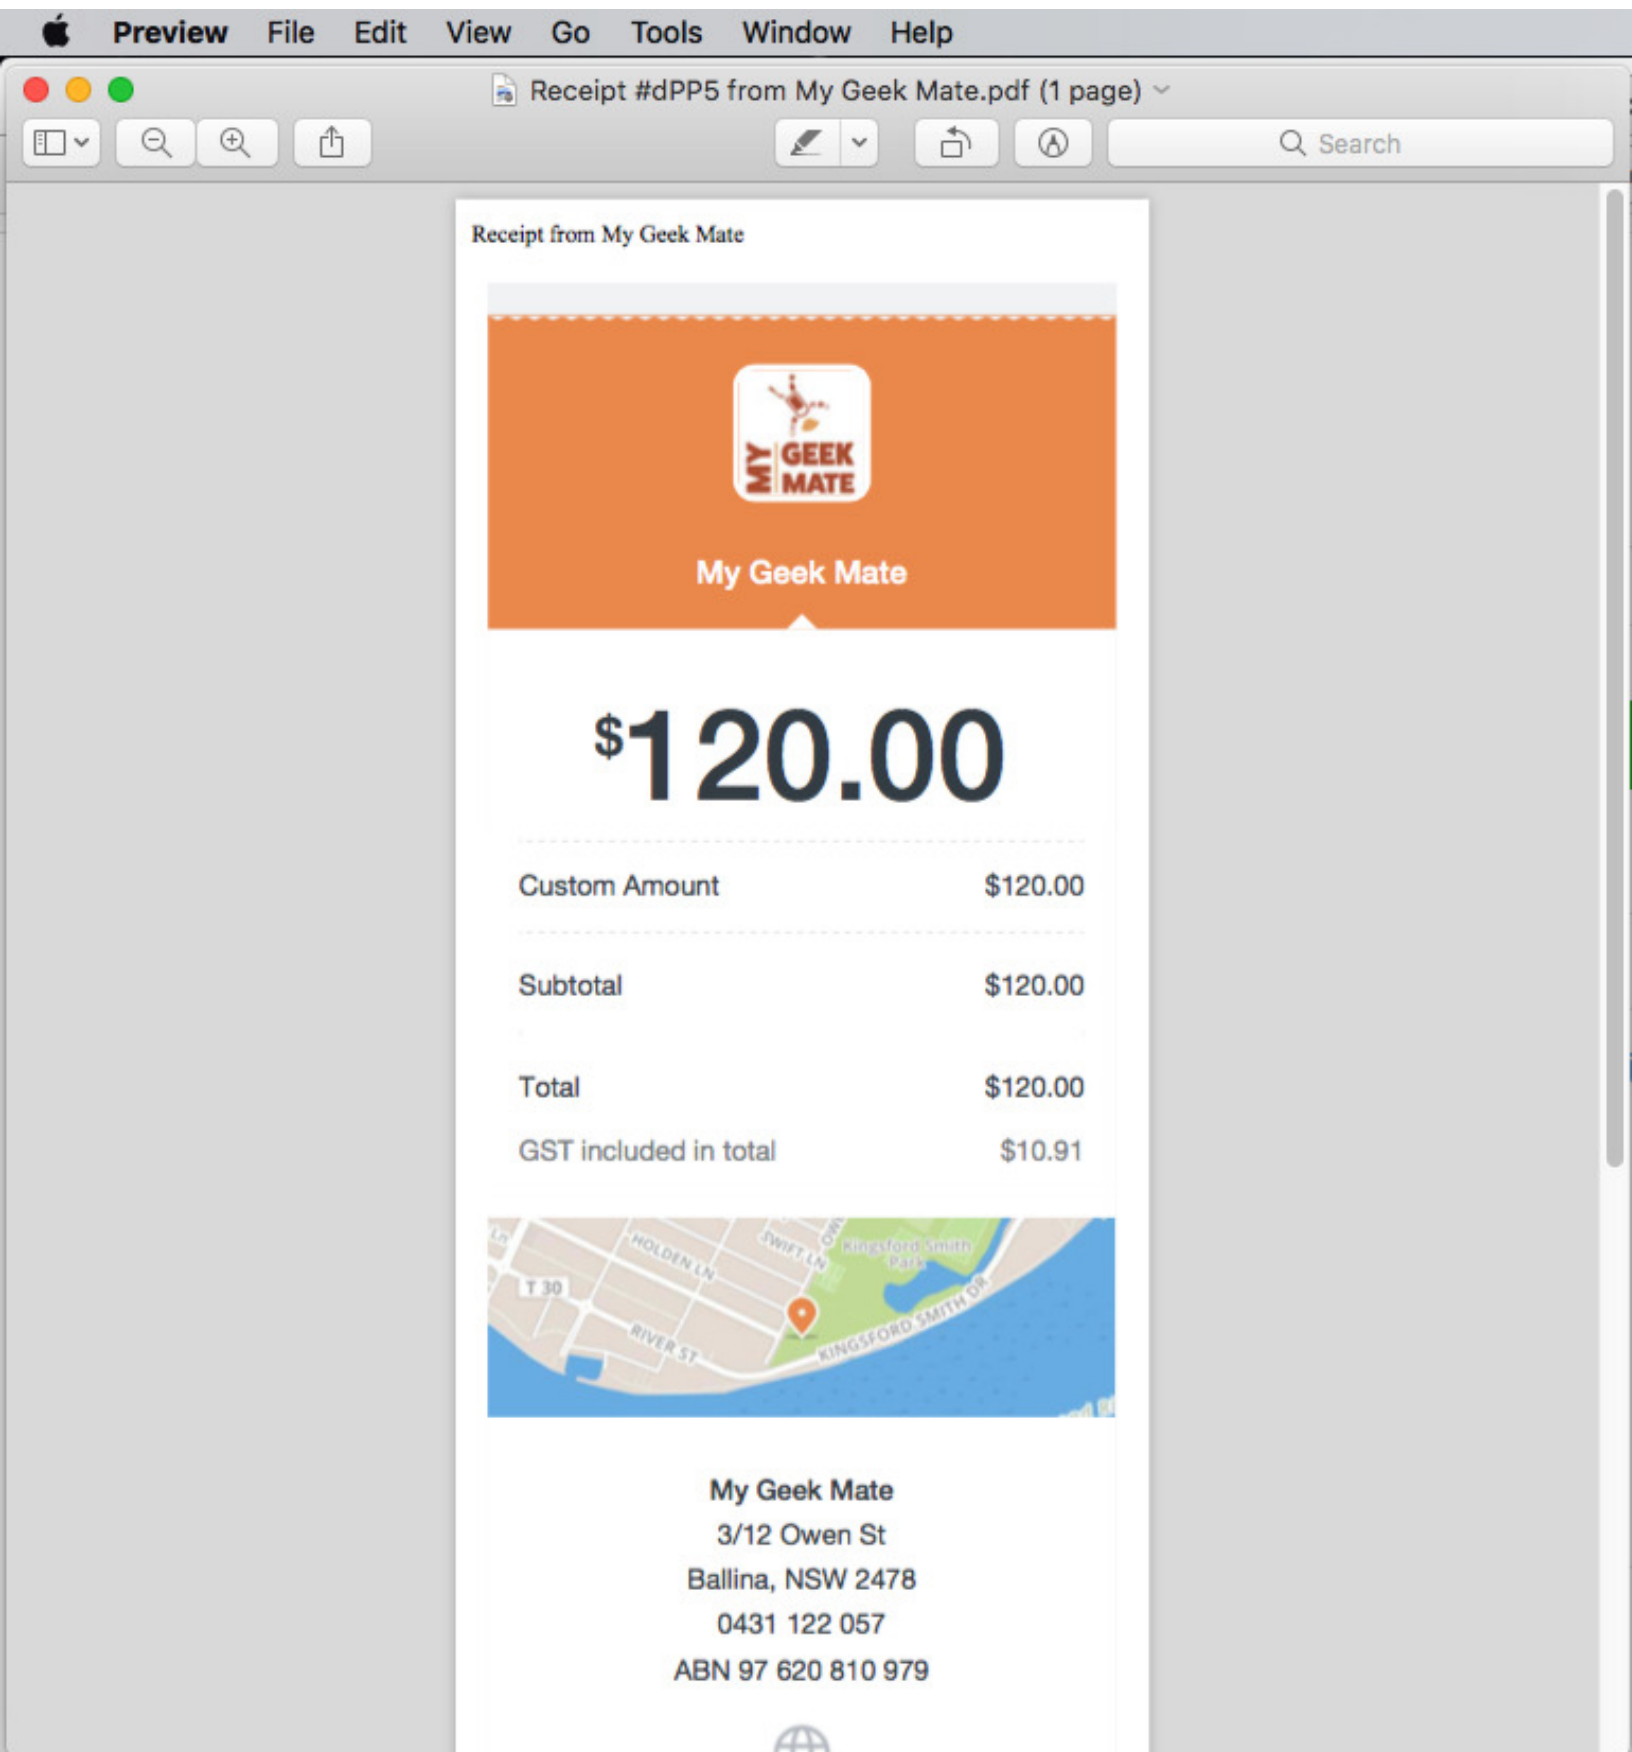 Preview File Edit View Go Tools Window Help
Receipt #dPP5 from My Geek Mate.pdf (1 page)
Search
Receipt from My Geek Mate
MY GEEK MATE
My Geek Mate
$120.00
Custom Amount $120.00
Subtotal $120.00
Total $120.00
GST included in total $10.91
HOLDEN LN
SWIFT LN
Kingsford Smith
Park
T 30
RIVER ST
KINGSFORD SMITH DR
My Geek Mate
3/12 Owen St
Ballina, NSW 2478
0431 122 057
ABN 97 620 810 979